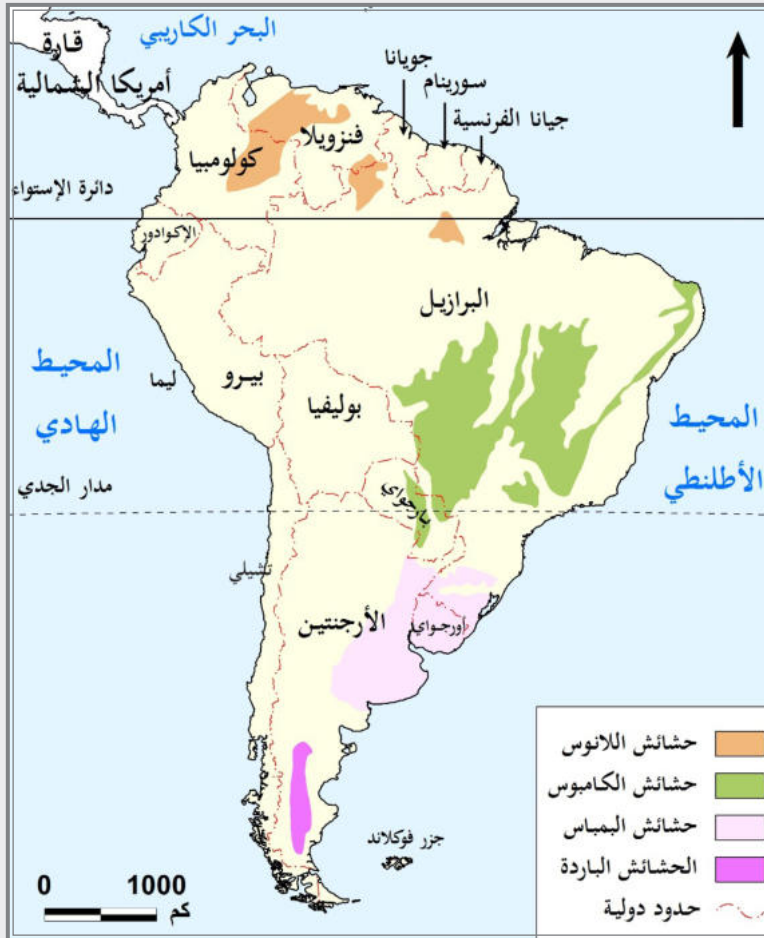 البحر الكاريبي
قارة
أمريكا الشمالية
جويانا
سورينام
جيانا الفرنسية
فنزويلا
كولومبيا
دائرة الإستواء
الإكوادور
البرازيل
المحيط
الهادي
ليما
بيرو
بوليفيا
المحيط
الأطلنطي
مدار الجدي
بارجواي
تشيلي
الأرجنتين
أورجواي
جزر فوكلاند
حشائش اللانوس
حشائش الكامبوس
حشائش البمباس
الحشائش الباردة
حدود دولية
0 1000
كم